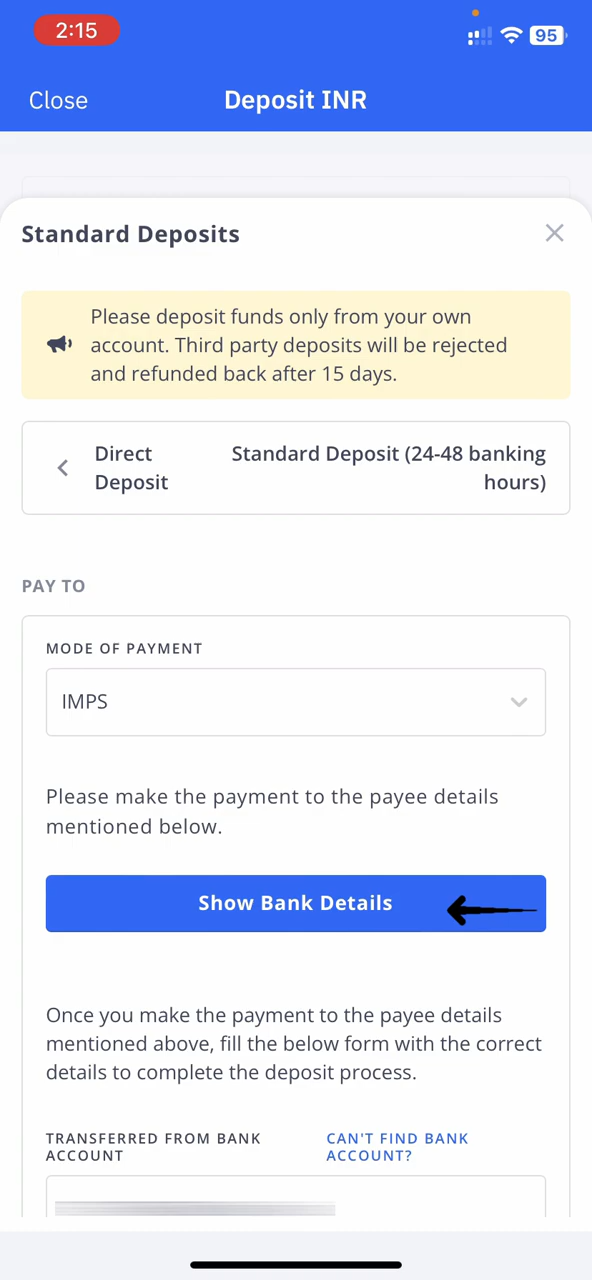 2:15
95
Close
Deposit INR
Standard Deposits
Please deposit funds only from your own
account. Third party deposits will be rejected
and refunded back after 15 days.
Direct
Deposit
Standard Deposit (24-48 banking
hours)
PAY TO
MODE OF PAYMENT
IMPS
Please make the payment to the payee details
mentioned below.
Show Bank Details
Once you make the payment to the payee details
mentioned above, fill the below form with the correct
details to complete the deposit process.
TRANSFERRED FROM BANK
ACCOUNT
CAN'T FIND BANK
ACCOUNT?